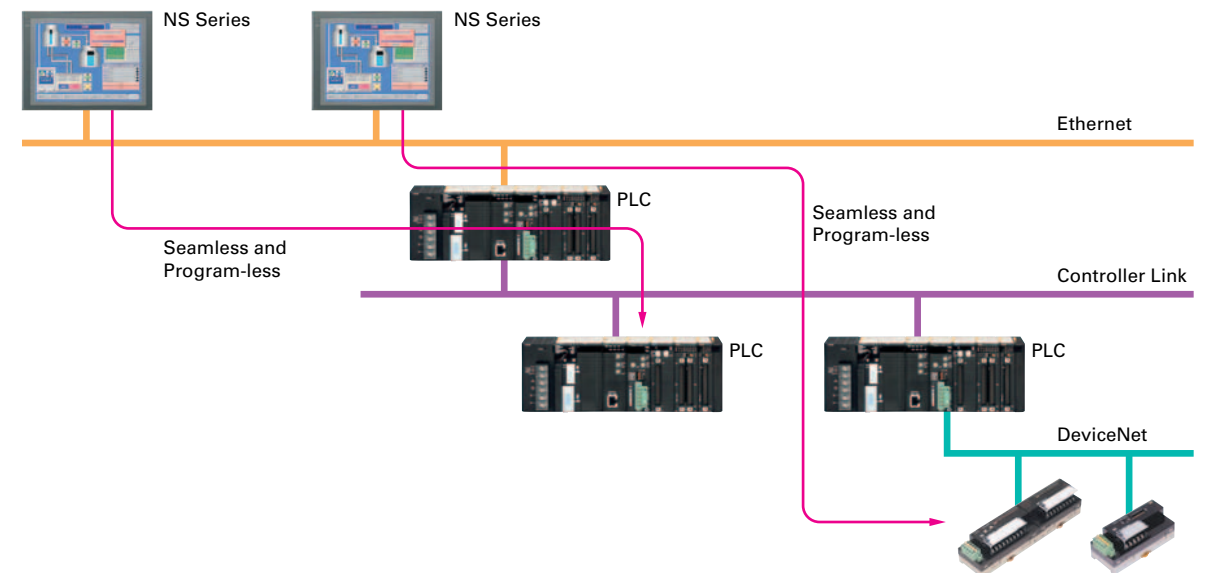 NS Series
NS Series
Ethernet
PLC
Seamless and
Program-less
Seamless and
Program-less
Controller Link
PLC
PLC
DeviceNet